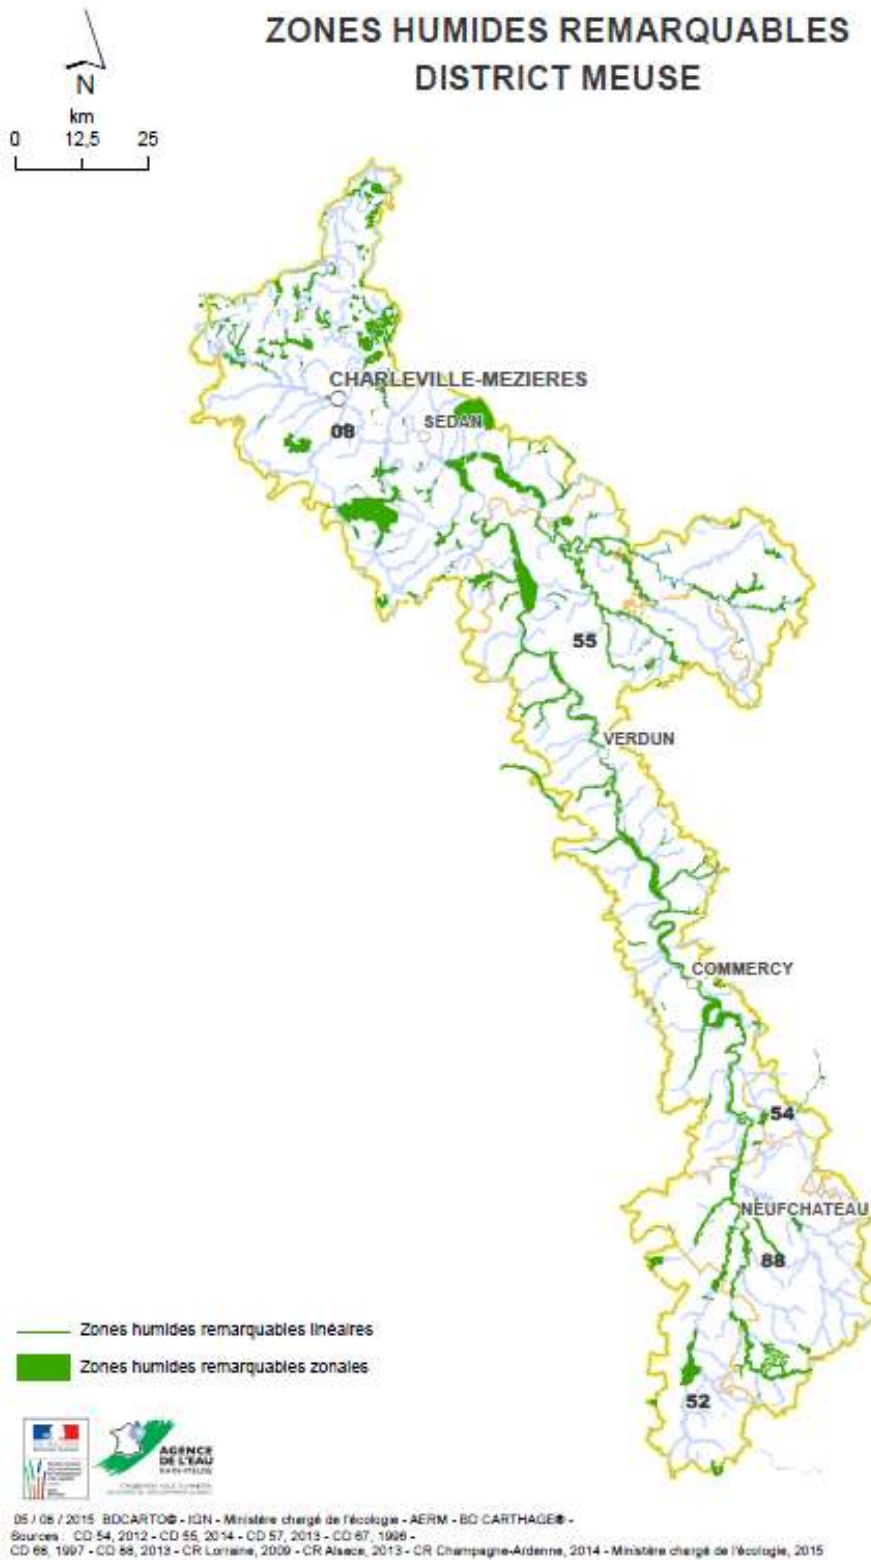 ZONES HUMIDES REMARQUABLES
DISTRICT MEUSE
N
km
0 12,5 25
CHARLEVILLE-MEZIERES
SEDAN
08
55
VERDUN
COMMERCY
54
NEUFCHATEAU
88
52
Zones humides remarquables linéaires
Zones humides remarquables zonales
AGENCE
DE L'EAU
RHIN-MEUSE
05 / 06 / 2015 BDCARTO® - IGN - Ministère chargé de l'écologie - AERM - BD CARTHAGE® -
Sources : CD 54, 2012 - CD 55, 2014 - CD 57, 2013 - CD 67, 1996 -
CD 68, 1997 - CD 88, 2013 - CR Lorraine, 2009 - CR Alsace, 2013 - CR Champagne-Ardenne, 2014 - Ministère chargé de l'écologie, 2015